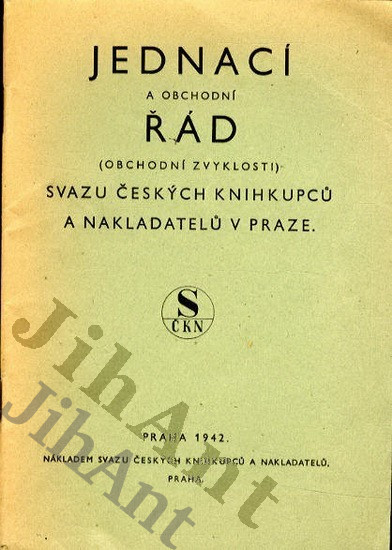 JEDNACÍ
A OBCHODNÍ
ŘÁD
(OBCHODNÍ ZVYKLOSTI)
SVAZU ČESKÝCH KNIHKUPCŮ
A NAKLADATELŮ V PRAZE.
S
ČKN
JihAnt
JihAnt
PRAHA 1942.
NÁKLADEM SVAZU ČESKÝCH KNIHKUPCŮ A NAKLADATELŮ,
PRAHA.